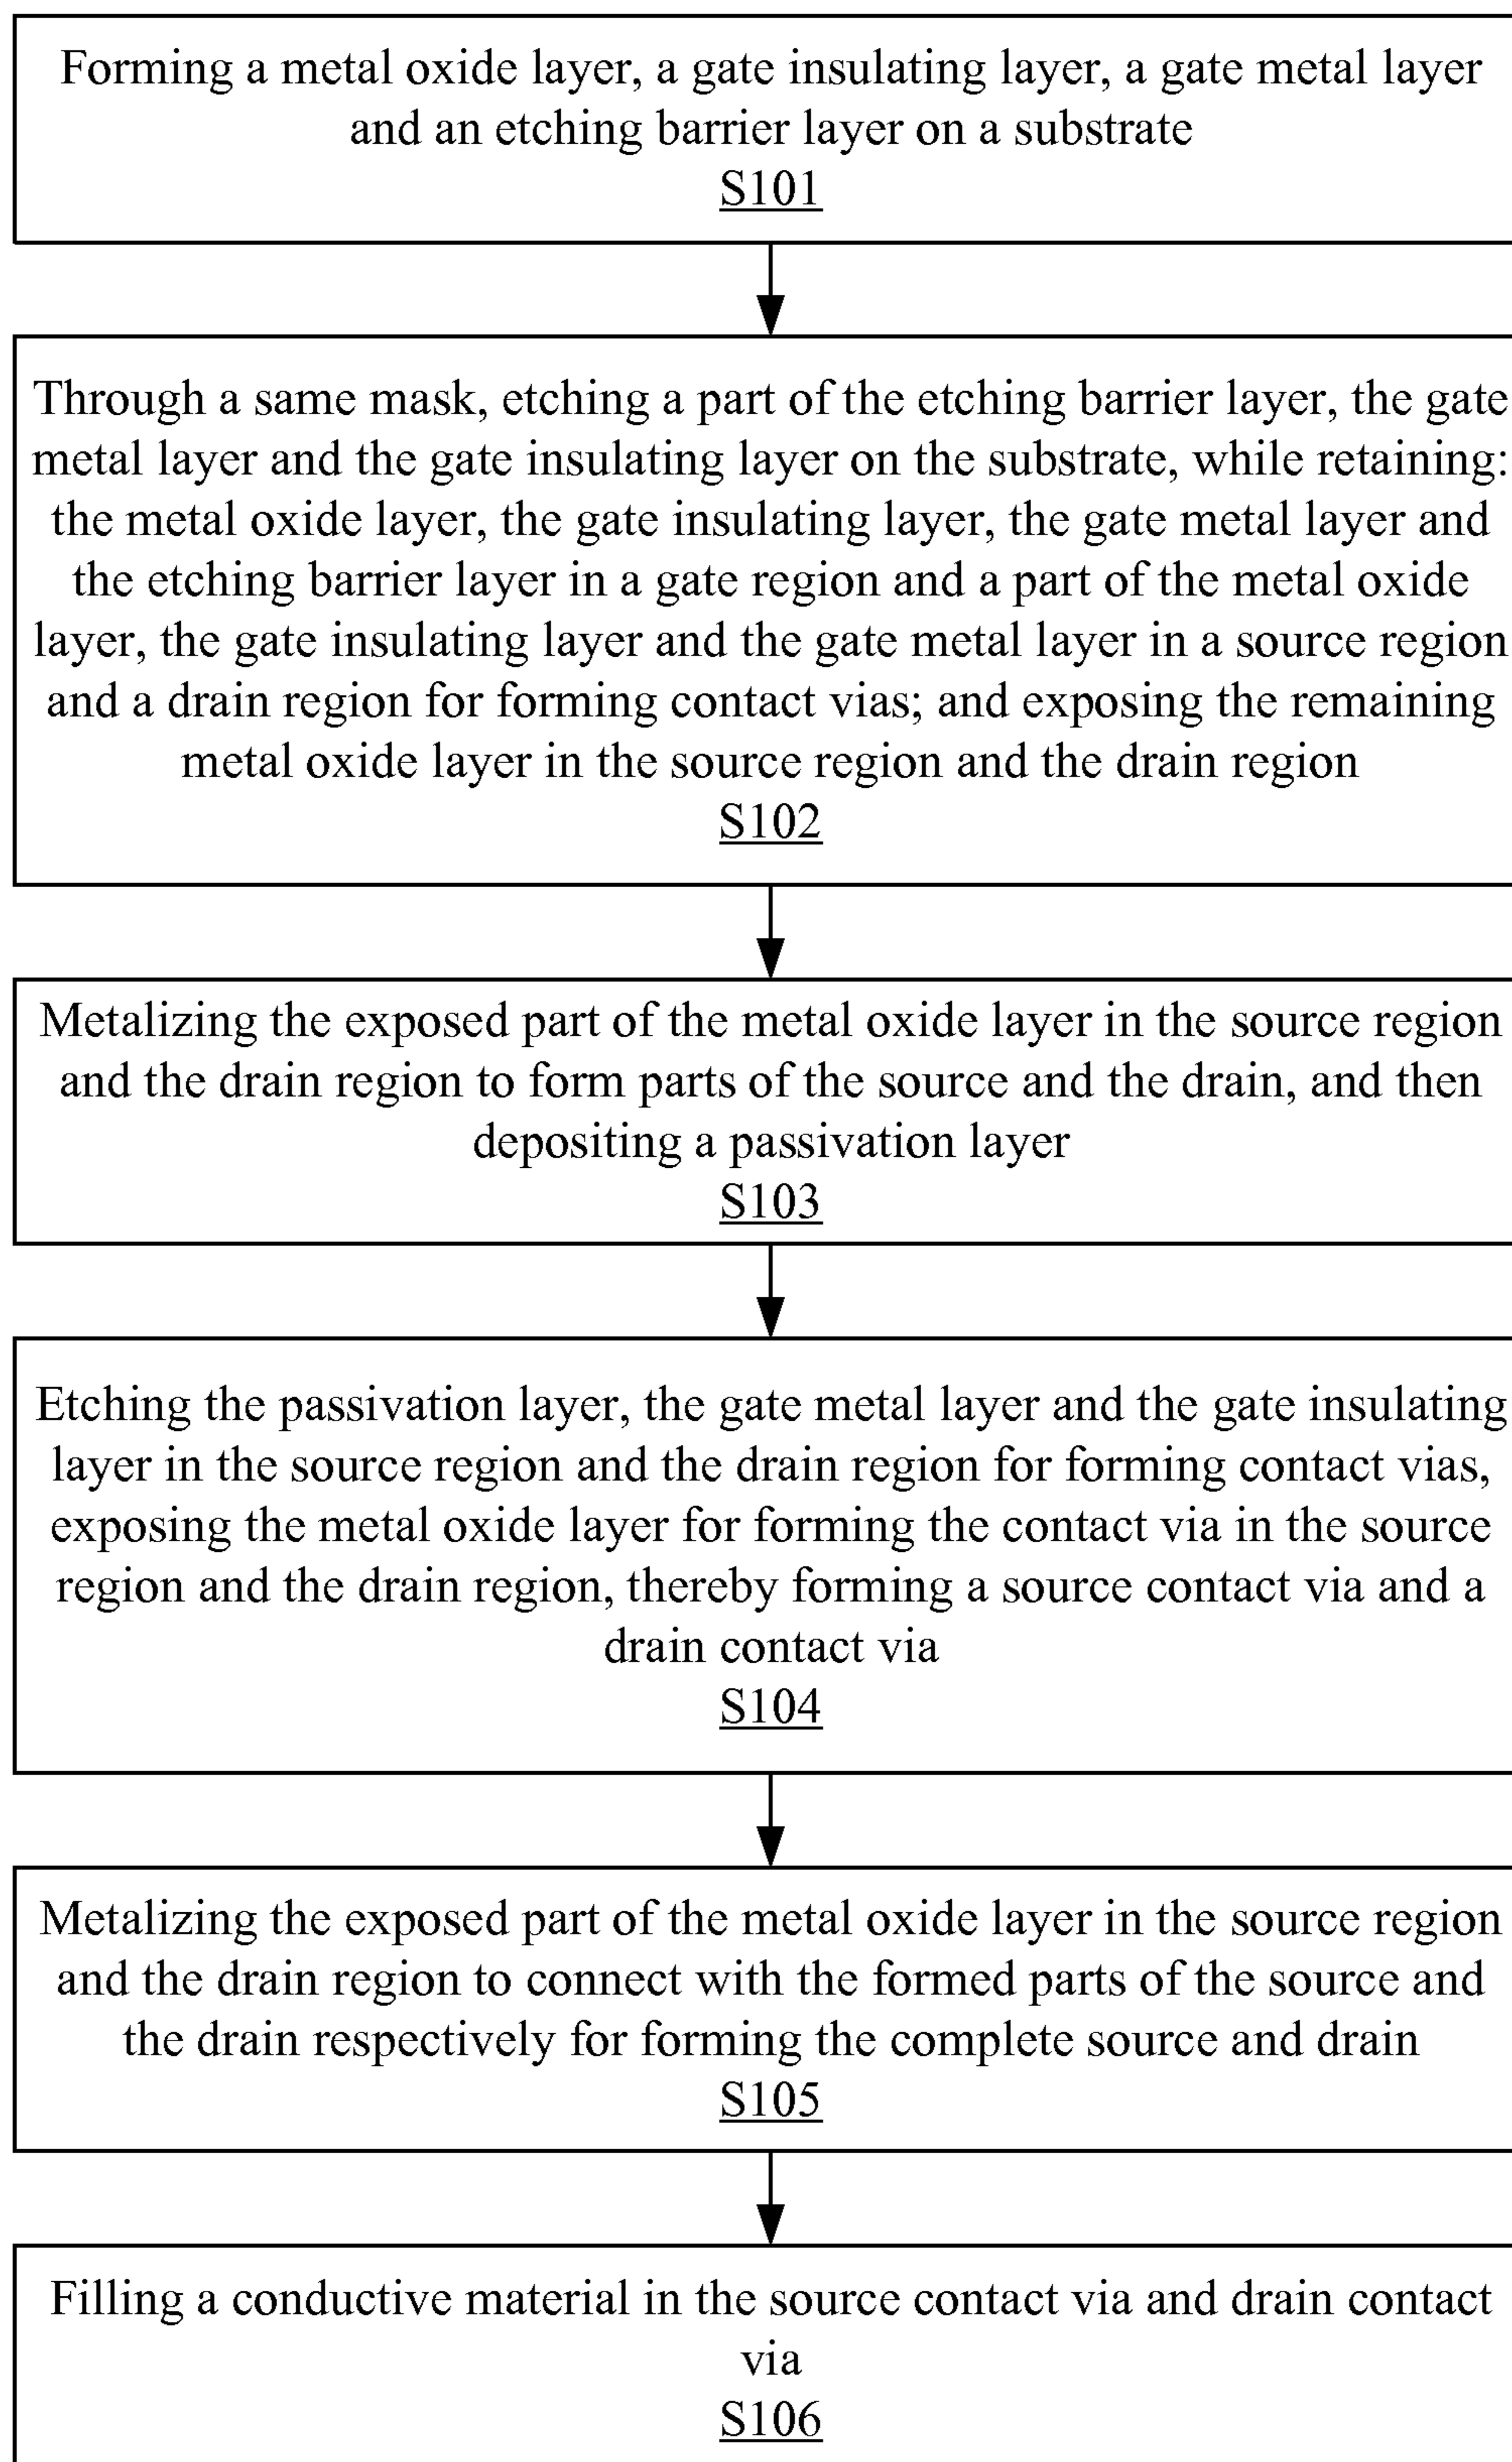 Forming a metal oxide layer, a gate insulating layer, a gate metal layer
and an etching barrier layer on a substrate
S101
Through a same mask, etching a part of the etching barrier layer, the gate
metal layer and the gate insulating layer on the substrate, while retaining:
the metal oxide layer, the gate insulating layer, the gate metal layer and
the etching barrier layer in a gate region and a part of the metal oxide
layer, the gate insulating layer and the gate metal layer in a source region
and a drain region for forming contact vias; and exposing the remaining
metal oxide layer in the source region and the drain region
S102
Metalizing the exposed part of the metal oxide layer in the source region
and the drain region to form parts of the source and the drain, and then
depositing a passivation layer
S103
Etching the passivation layer, the gate metal layer and the gate insulating
layer in the source region and the drain region for forming contact vias,
exposing the metal oxide layer for forming the contact via in the source
region and the drain region, thereby forming a source contact via and a
drain contact via
S104
Metalizing the exposed part of the metal oxide layer in the source region
and the drain region to connect with the formed parts of the source and
the drain respectively for forming the complete source and drain
S105
Filling a conductive material in the source contact via and drain contact
via
S106